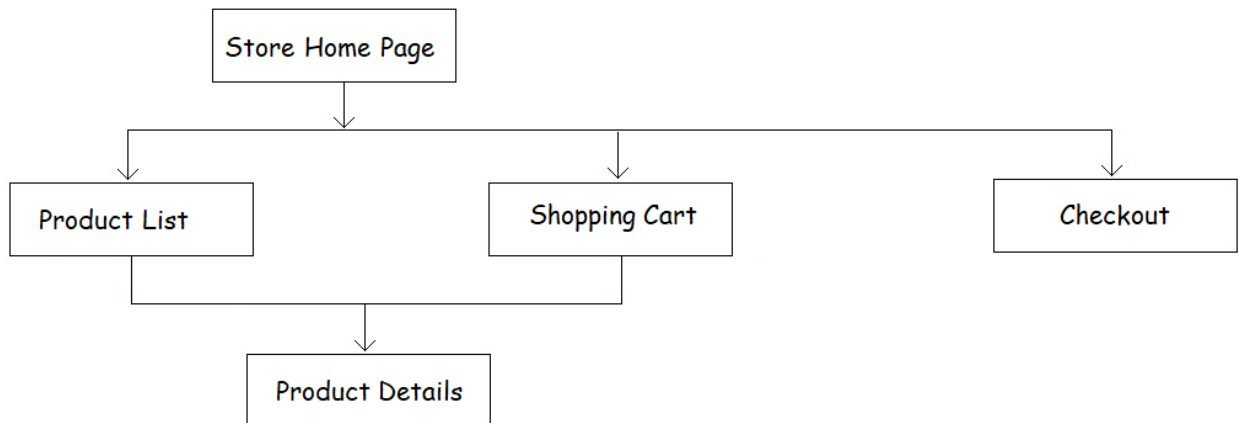 Store Home Page
Product List
Shopping Cart
Checkout
Product Details